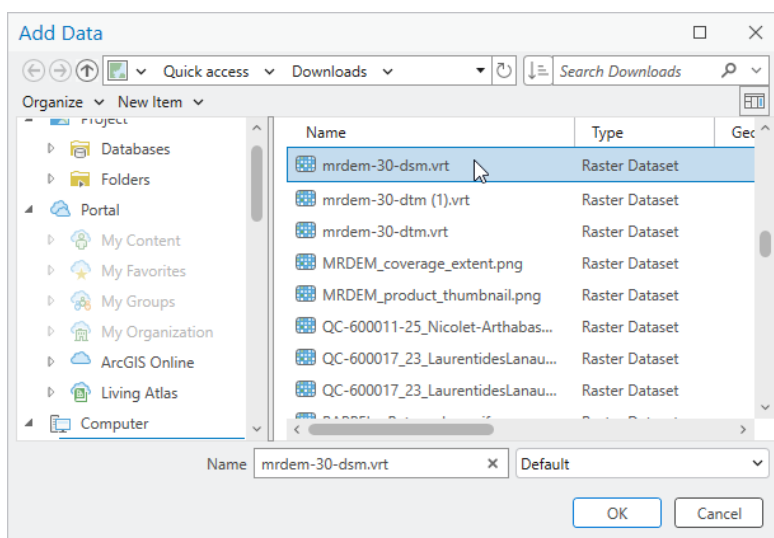 Add Data
Quick access Downloads Search Downloads
Organize New Item
Project
Databases
Folders
Portal
My Content
My Favorites
My Groups
My Organization
ArcGIS Online
Living Atlas
Computer
Name Type Gec
mrdem-30-dsm.vrt Raster Dataset
mrdem-30-dtm (1).vrt Raster Dataset
mrdem-30-dtm.vrt Raster Dataset
MRDEM_coverage_extent.png Raster Dataset
MRDEM_product_thumbnail.png Raster Dataset
QC-600011-25_Nicolet-Arthabas... Raster Dataset
QC-600017_23_LaurentidesLanau... Raster Dataset
QC-600017_23_LaurentidesLanau... Raster Dataset
Name mrdem-30-dsm.vrt Default
OK Cancel